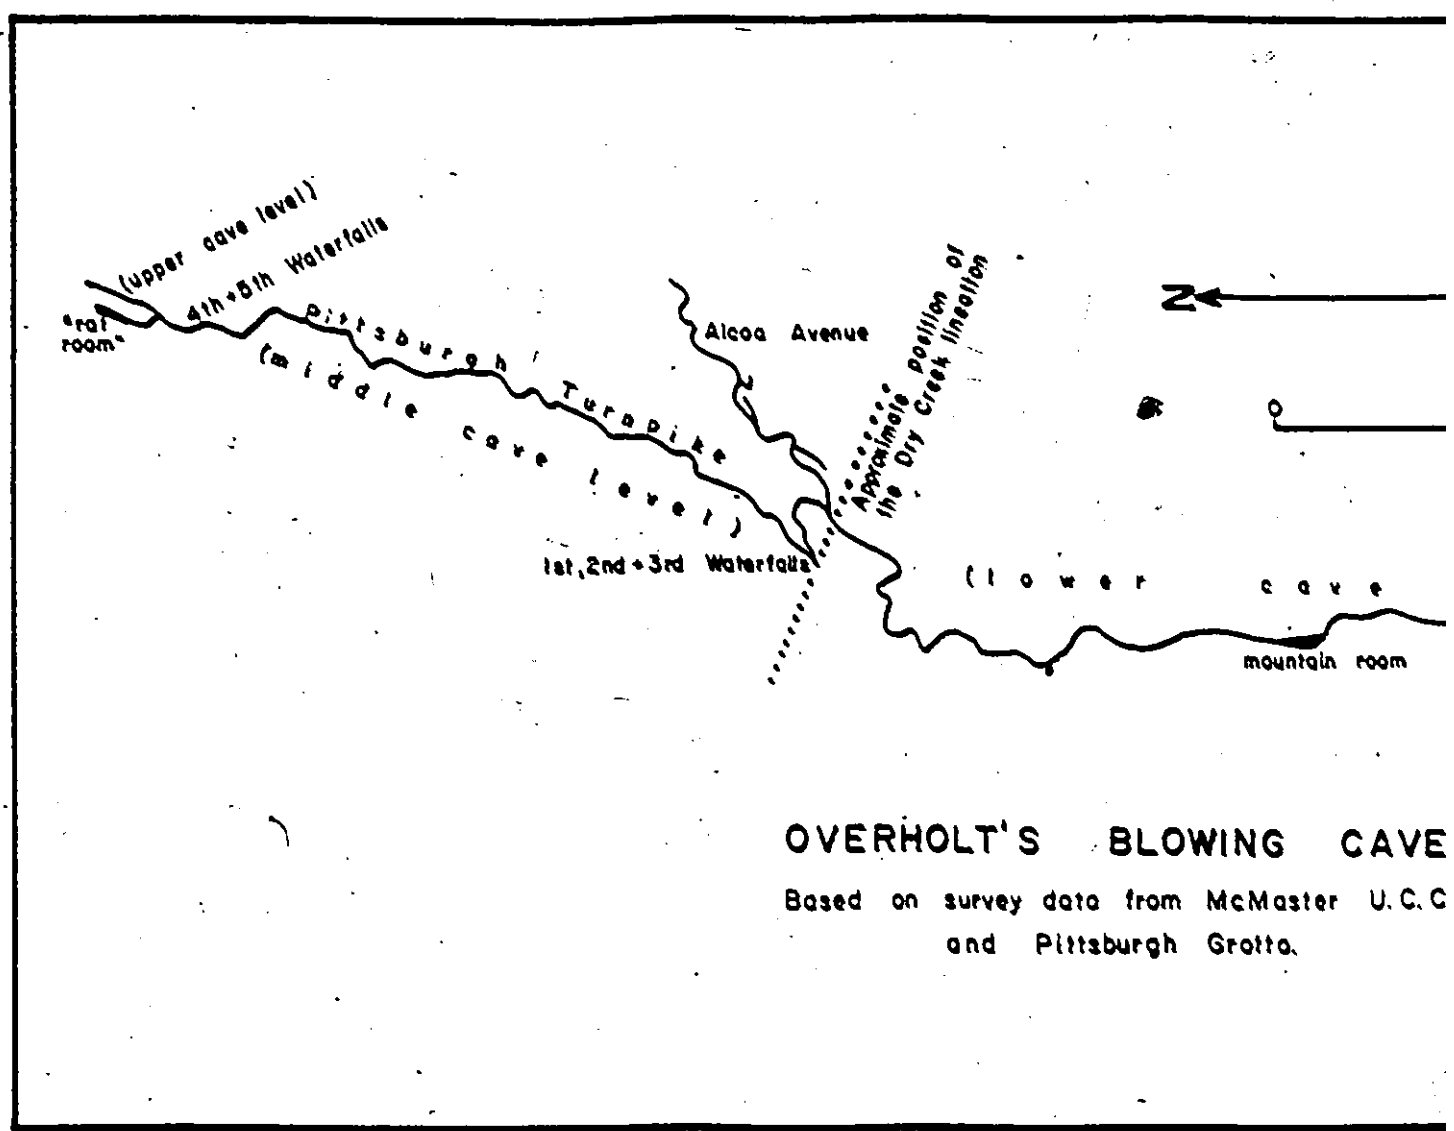 (upper cave level)
4th+5th Waterfalls
"rat
room"
Pittsburgh Turnpike
(middle cave level)
Alcoa Avenue
Approximate position of
the Dry Creek lineation
1st, 2nd + 3rd Waterfalls
N
0
(lower cave
mountain room
OVERHOLT'S BLOWING CAVE
Based on survey data from McMaster U.C.C
and Pittsburgh Grotto.